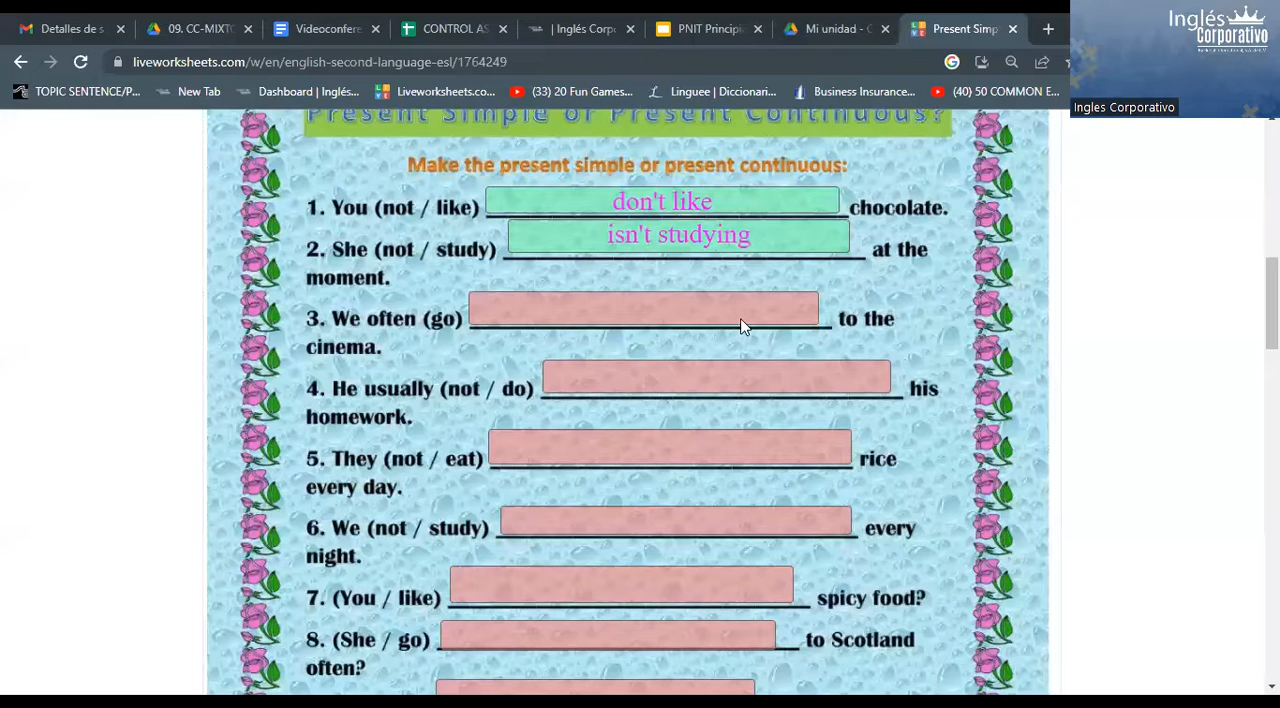 Detalles de s
09. CC-MIXTO
Videoconfere
CONTROL AS
| Inglés Corp
PNIT Princip
Mi unidad - C
Present Simp
liveworksheets.com/w/en/english-second-language-esl/1764249
TOPIC SENTENCE/P...
New Tab
Dashboard | Inglés...
Liveworksheets.co...
(33) 20 Fun Games...
Linguee | Diccionari...
Business Insurance...
(40) 50 COMMON E...
Inglés
Corporativo
Ingles Corporativo
Present Simple or Present Continuous?
Make the present simple or present continuous:
1. You (not / like) don't like chocolate.
2. She (not / study) isn't studying at the
moment.
3. We often (go) to the
cinema.
4. He usually (not / do) his
homework.
5. They (not / eat) rice
every day.
6. We (not / study) every
night.
7. (You / like) spicy food?
8. (She / go) to Scotland
often?